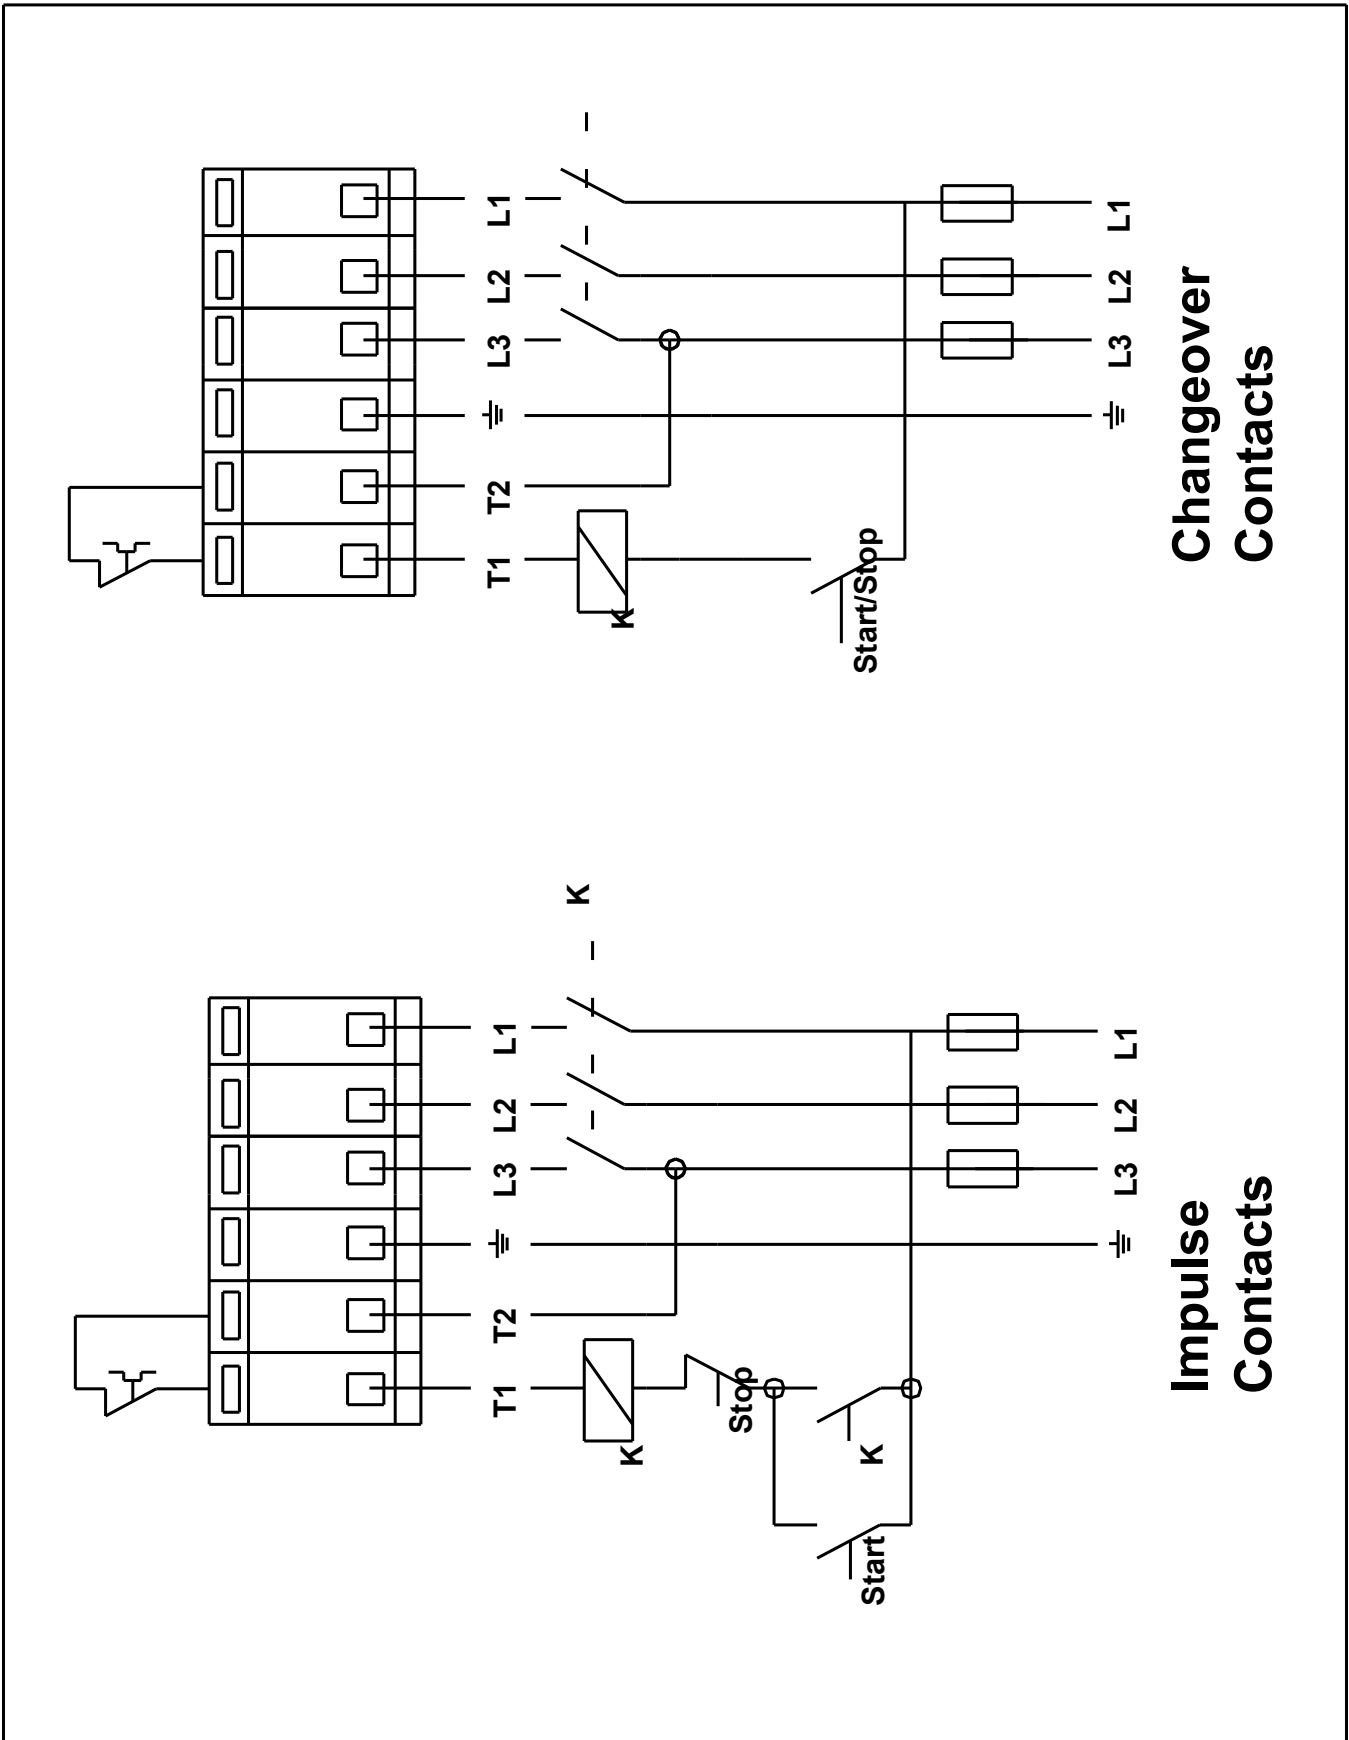 T1
T2
⏚
L3
L2
L1
K
K
Stop
Start
K
⏚
L3
L2
L1
Impulse
Contacts
T1
T2
⏚
L3
L2
L1
K
Start/Stop
⏚
L3
L2
L1
Changeover
Contacts